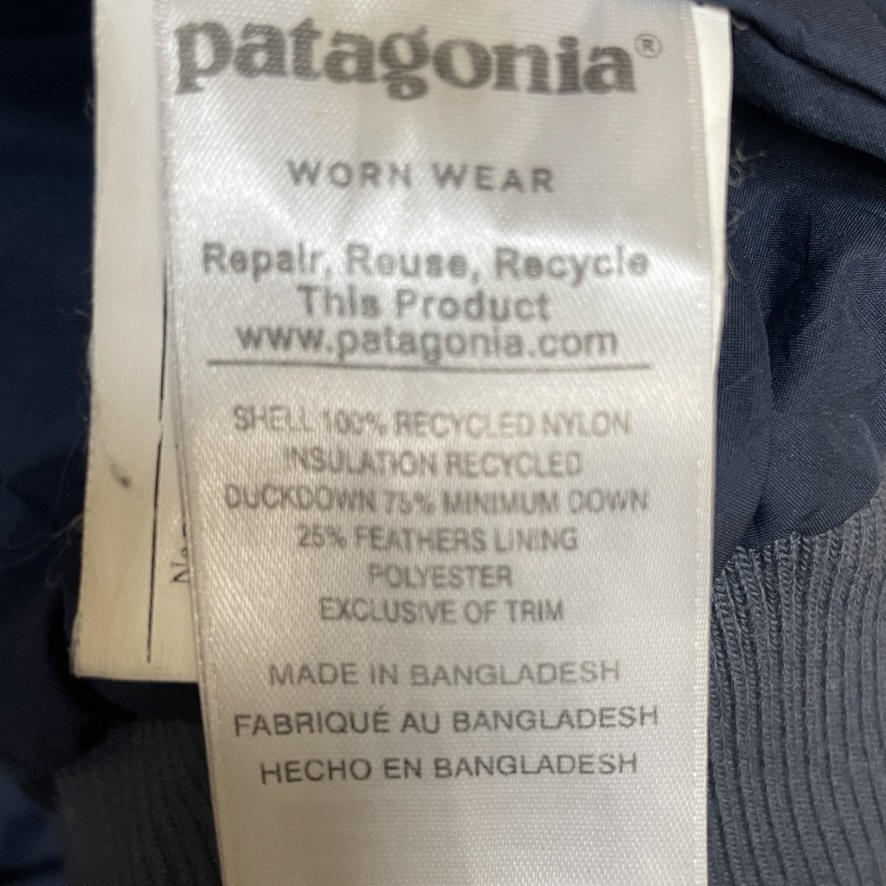 patagonia®
WORN WEAR
Repair, Reuse, Recycle
This Product
www.patagonia.com
SHELL 100% RECYCLED NYLON
INSULATION RECYCLED
DUCKDOWN 75% MINIMUM DOWN
25% FEATHERS LINING
POLYESTER
EXCLUSIVE OF TRIM
MADE IN BANGLADESH
FABRIQUÉ AU BANGLADESH
HECHO EN BANGLADESH